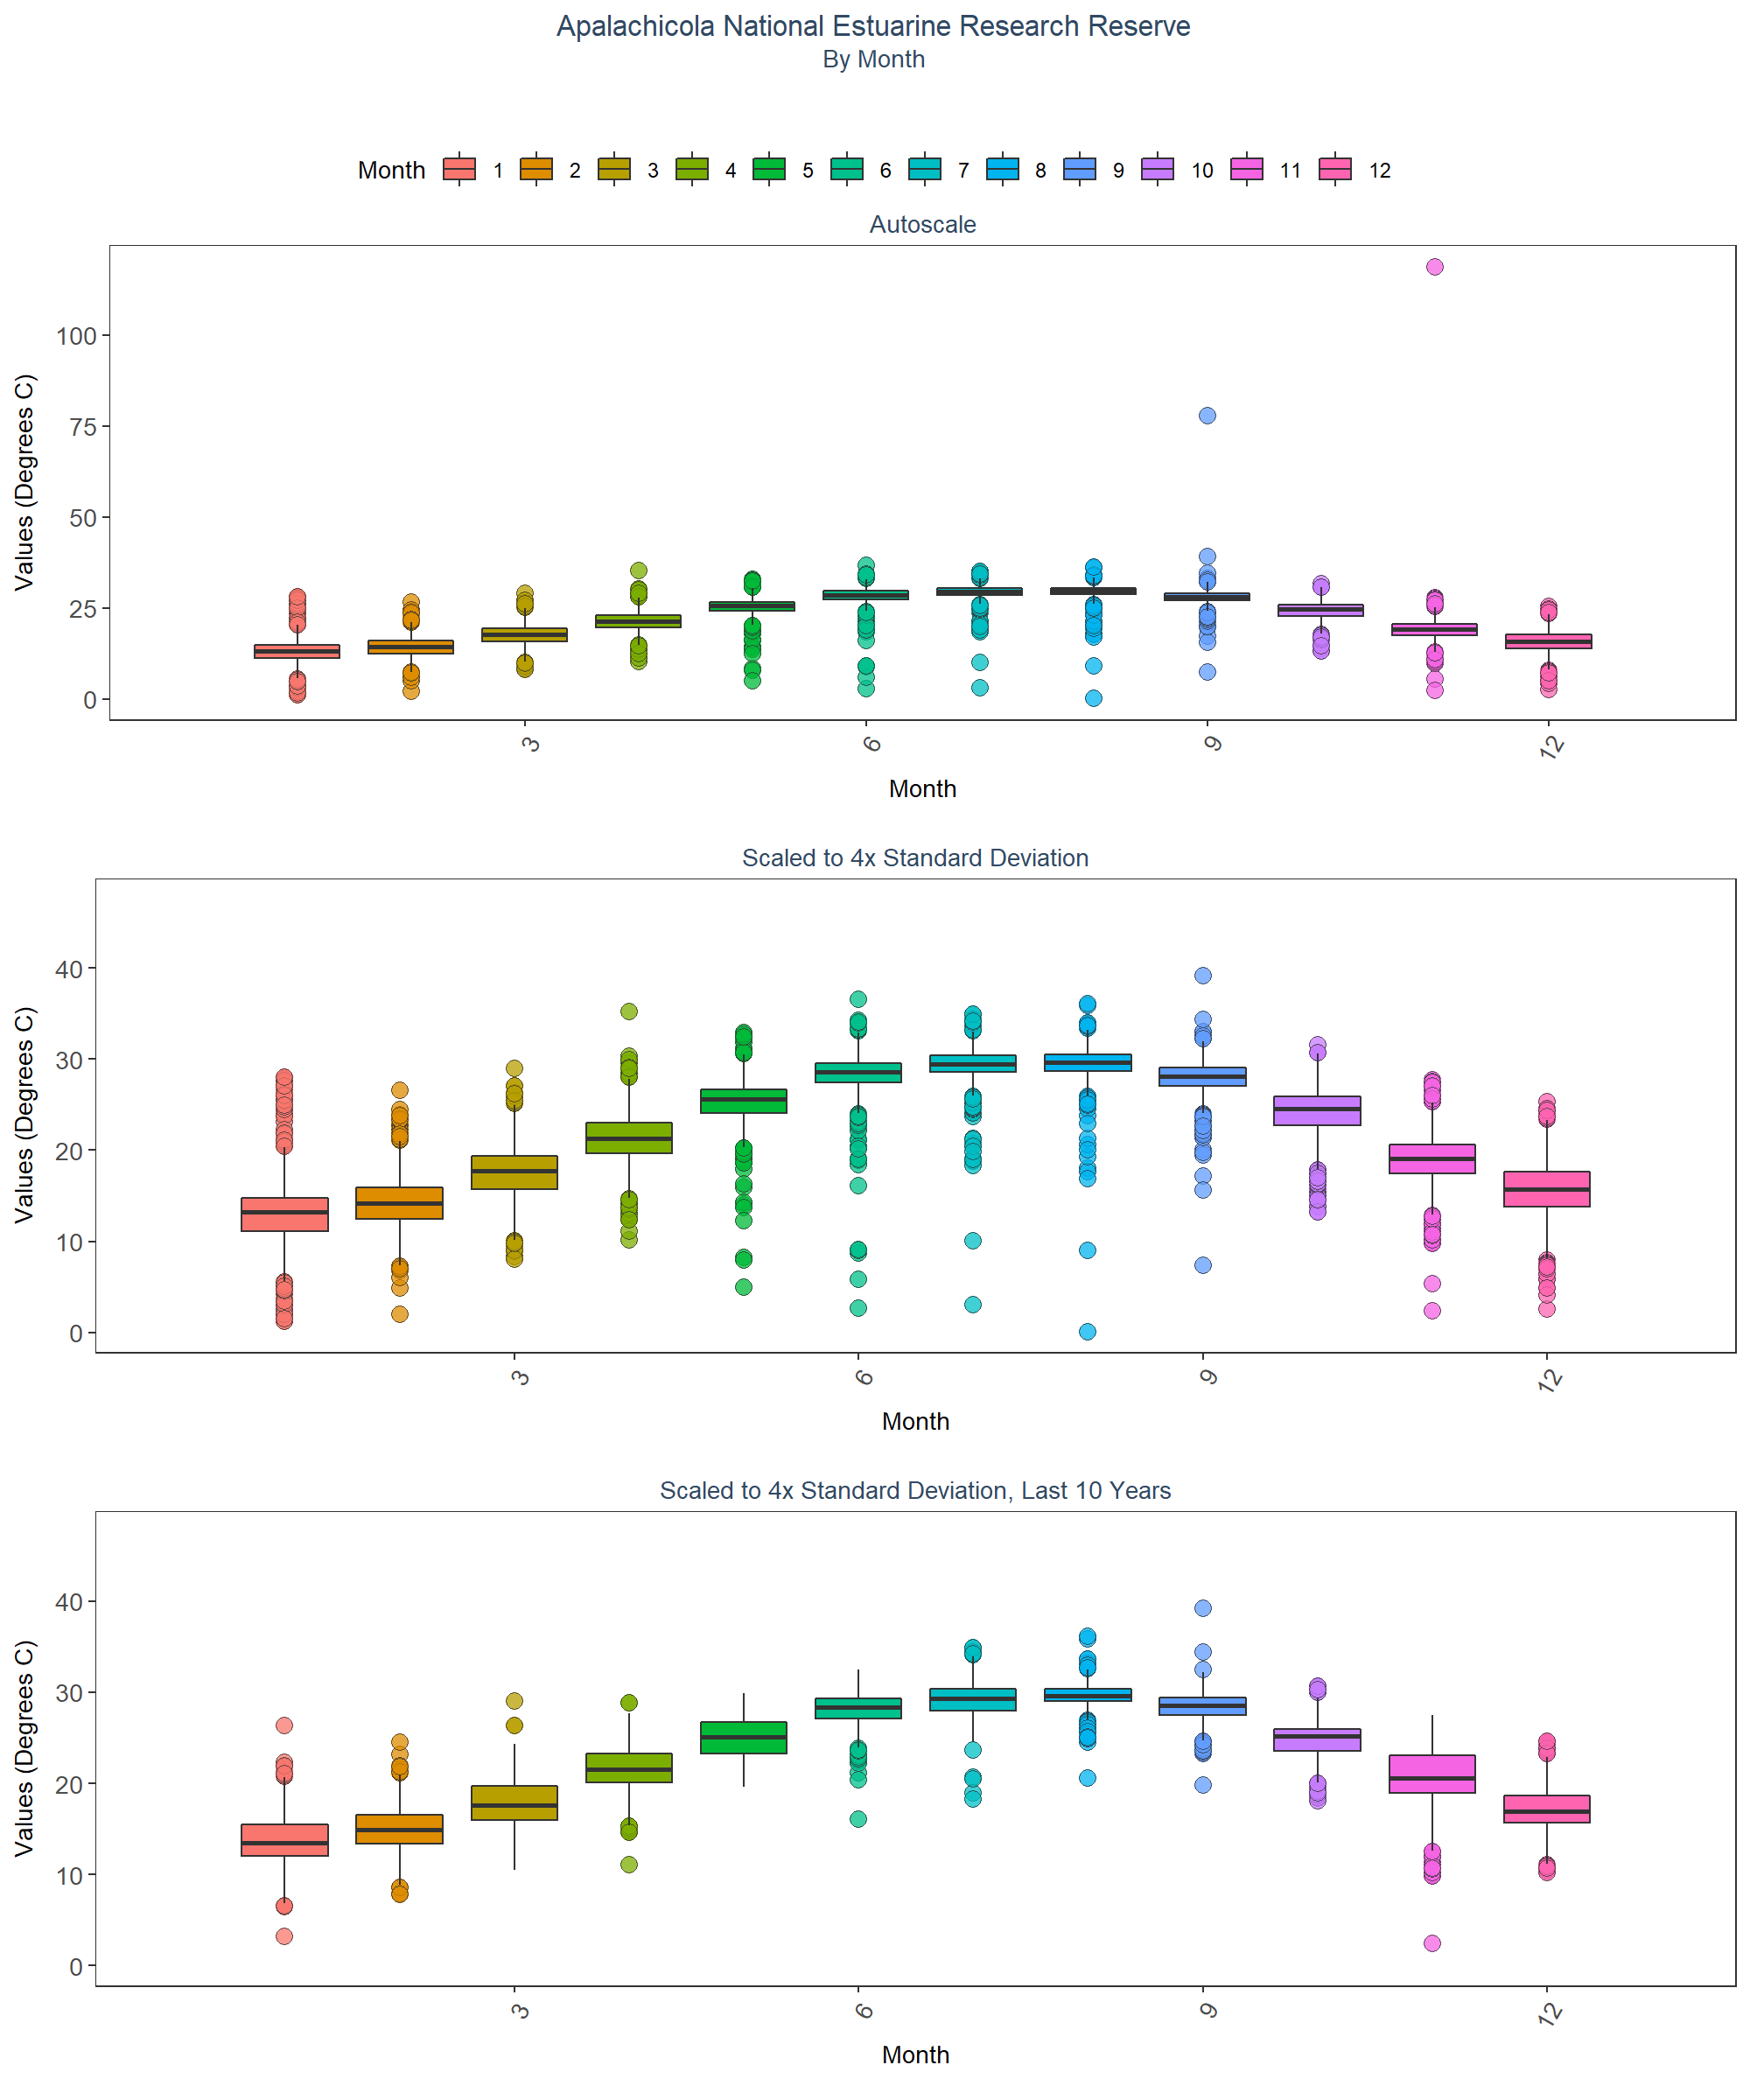 Apalachicola National Estuarine Research Reserve
By Month
Month 1 2 3 4 5 6 7 8 9 10 11 12
Autoscale
Values (Degrees C)
100
75
50
25
0
3 6 9 12
Month
Scaled to 4x Standard Deviation
Values (Degrees C)
40
30
20
10
0
3 6 9 12
Month
Scaled to 4x Standard Deviation, Last 10 Years
Values (Degrees C)
40
30
20
10
0
3 6 9 12
Month